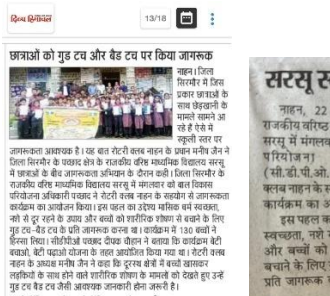 दिव्य हिमाचल
13/18
छात्राओं को गुड टच और बैड टच पर किया जागरूक
नाहन। जिला
सिरमौर में जिस
प्रकार छात्राओं के
साथ छेड़खानी के
मामले सामने आ
रहे हैं ऐसे में
स्कूली स्तर पर
जागरूकता आवश्यक है। यह बात रोटरी क्लब नाहन के प्रधान मनीष जैन ने
जिला सिरमौर के पच्छाद क्षेत्र के राजकीय वरिष्ठ माध्यमिक विद्यालय सरसू
में छात्राओं के बीच जागरूकता अभियान के दौरान कही। जिला सिरमौर के
राजकीय वरिष्ठ माध्यमिक विद्यालय सरसू में मंगलवार को बाल विकास
परियोजना अधिकारी पच्छाद ने रोटरी क्लब नाहन के सहयोग से जागरूकता
कार्यक्रम का आयोजन किया। इस पहल का उद्देश्य मासिक धर्म स्वच्छता,
नशे से दूर रहने के उपाय और बच्चों को शारीरिक शोषण से बचाने के लिए
गुड टच-बैड टच के प्रति जागरूक करना था। कार्यक्रम में 130 बच्चों ने
हिस्सा लिया। सीडीपीओ पच्छाद दीपक चौहान ने बताया कि कार्यक्रम बेटी
बचाओ, बेटी पढ़ाओ योजना के तहत आयोजित किया गया था। रोटरी क्लब
नाहन के अध्यक्ष मनीष जैन ने कहा कि दूरस्थ क्षेत्रों में बच्चों खासकर
लड़कियों के साथ होने वाले शारीरिक शोषण के मामलों को देखते हुए उन्हें
गुड टच बैड टच जैसी आवश्यक जानकारी होना जरूरी है।
सरसू
नाहन, 22
राजकीय वरिष्ठ
सरसू में मंगलव
परियोजना
(सी.डी.पी.ओ.
क्लब नाहन के स
कार्यक्रम का अ
इस पहल क
स्वच्छता, नशे
और बच्चों को
बचाने के लिए
प्रति जागरूक